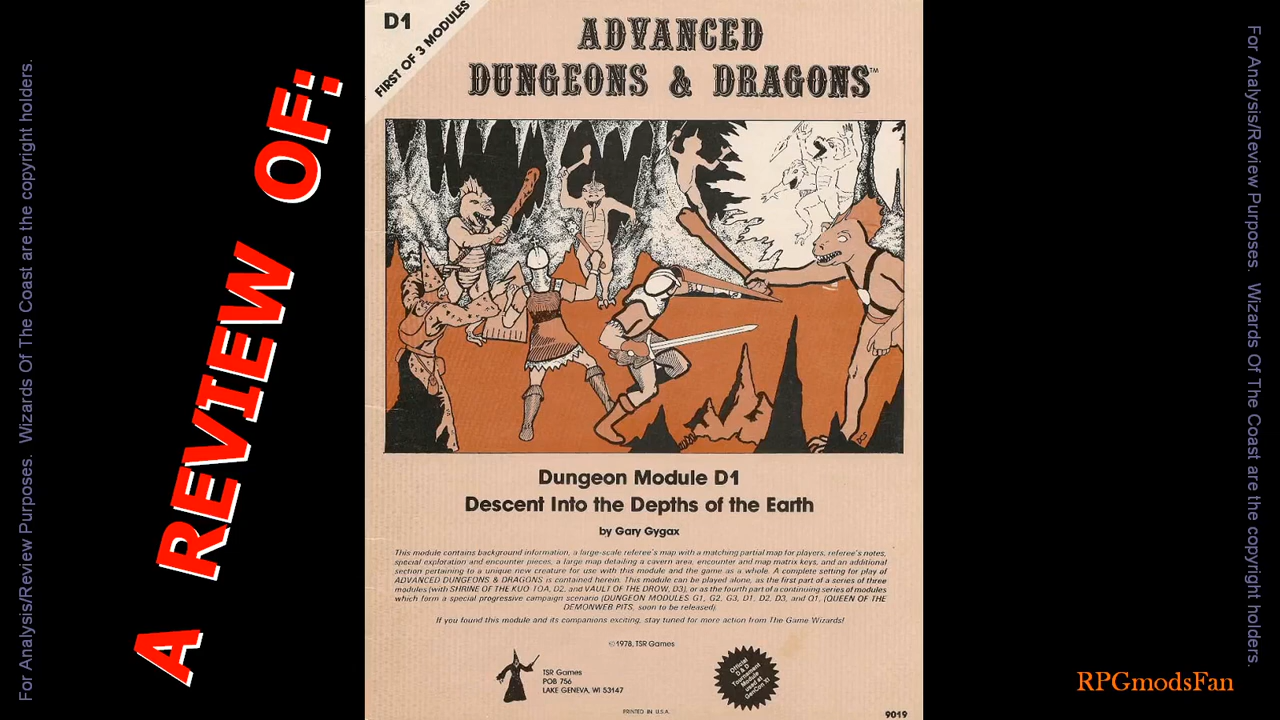 For Analysis/Review Purposes. Wizards Of The Coast are the copyright holders.
A REVIEW OF:
D1
FIRST OF 3 MODULES
ADVANCED
DUNGEONS & DRAGONS™
DCS
Dungeon Module D1
Descent Into the Depths of the Earth
by Gary Gygax
This module contains background information, a large-scale referee's map with a matching partial map for players, referee's notes,
special exploration and encounter pieces, a large map detailing a cavern area, encounter and map matrix keys, and an additional
section pertaining to a unique new creature for use with this module and the game as a whole. A complete setting for play of
ADVANCED DUNGEONS & DRAGONS is contained herein. This module can be played alone, as the first part of a series of three
modules (with SHRINE OF THE KUO TOA, D2, and VAULT OF THE DROW, D3), or as the fourth part of a continuing series of modules
which form a special progressive campaign scenario (DUNGEON MODULES G1, G2, G3, D1, D2, D3, and Q1, (QUEEN OF THE
DEMONWEB PITS, soon to be released).
If you found this module and its companions exciting, stay tuned for more action from The Game Wizards!
©1978, TSR Games
TSR Games
POB 756
LAKE GENEVA, WI 53147
Official
D & D
Tournament
Module
used at
GenCon XI
PRINTED IN U.S.A.
9019
For Analysis/Review Purposes. Wizards Of The Coast are the copyright holders.
RPGmodsFan